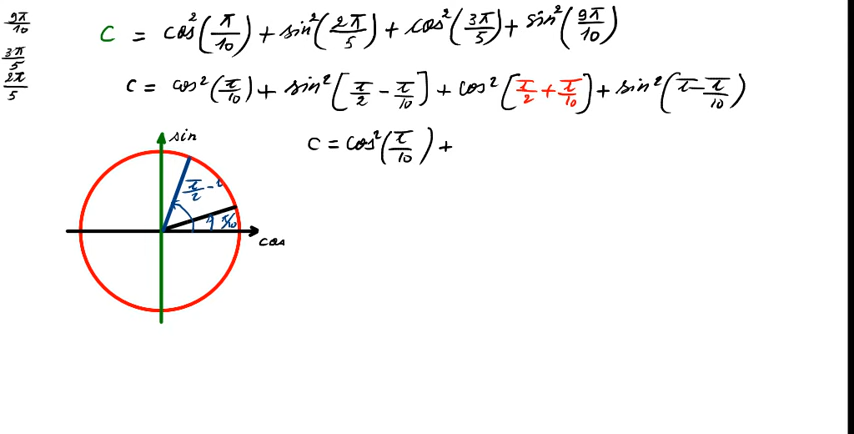 9π/10
C = cos²(π/10) + sin²(2π/5) + cos²(3π/5) + sin²(9π/10)
3π/5
2π/5
C = cos²(π/10) + sin²[π/2 - π/10] + cos²[π/2 + π/10] + sin²(π - π/10)
sin
C = cos²(π/10) +
π/2 -
π/10
cos